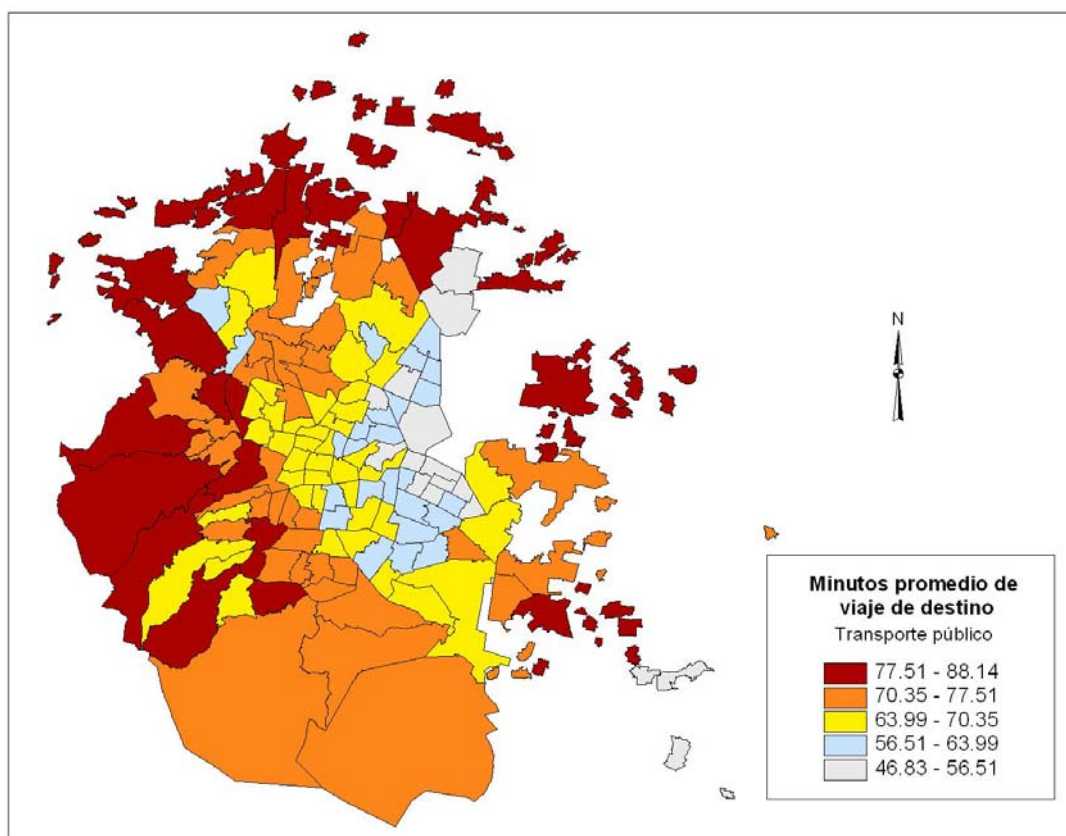 N
Minutos promedio de
viaje de destino
Transporte público
77.51 - 88.14
70.35 - 77.51
63.99 - 70.35
56.51 - 63.99
46.83 - 56.51